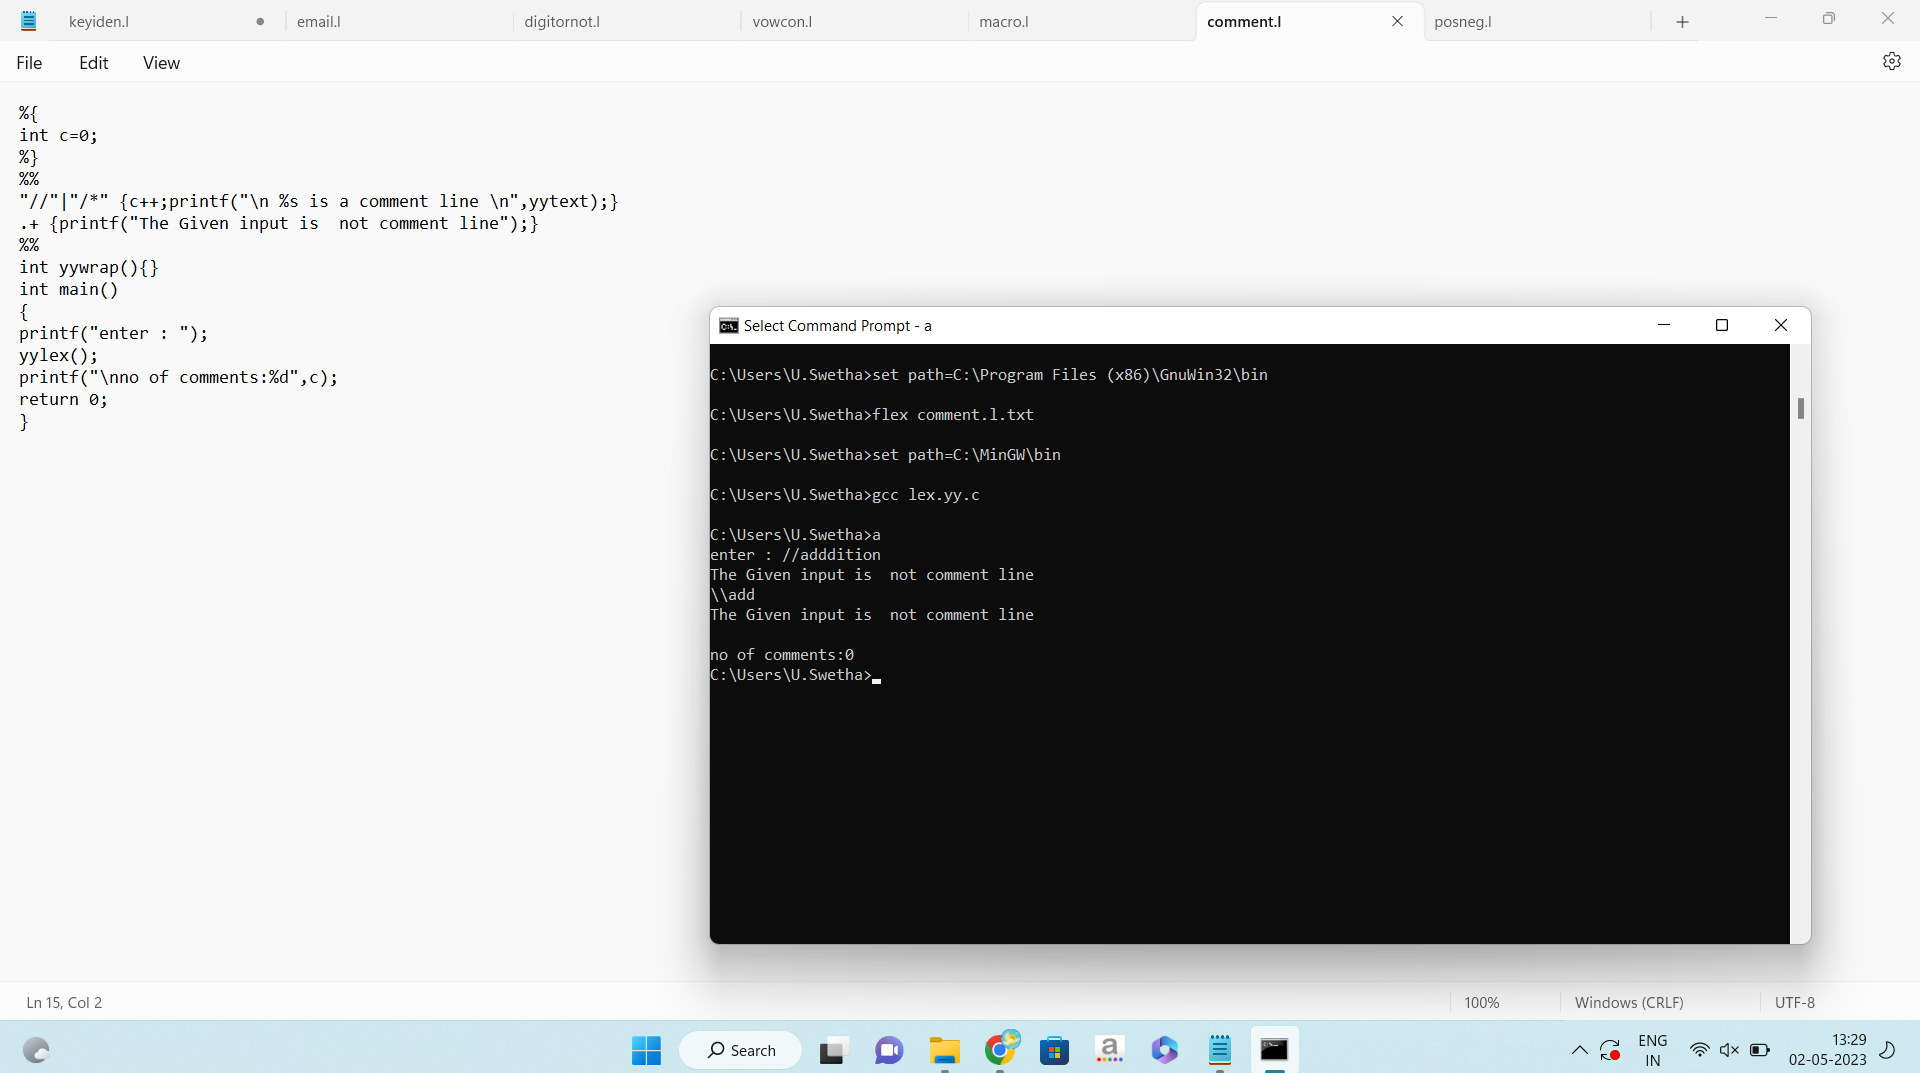 keyiden.l
email.l
digitornot.l
vowcon.l
macro.l
comment.l
posneg.l
File
Edit
View
%{
int c=0;
%}
%%
"//"|"/*" {c++;printf("\n %s is a comment line \n",yytext);}
.+ {printf("The Given input is  not comment line");}
%%
int yywrap(){}
int main()
{
printf("enter : ");
yylex();
printf("\nno of comments:%d",c);
return 0;
}
Select Command Prompt - a
C:\Users\U.Swetha>set path=C:\Program Files (x86)\GnuWin32\bin
C:\Users\U.Swetha>flex comment.l.txt
C:\Users\U.Swetha>set path=C:\MinGW\bin
C:\Users\U.Swetha>gcc lex.yy.c
C:\Users\U.Swetha>a
enter : //adddition
The Given input is  not comment line
\\add
The Given input is  not comment line
no of comments:0
C:\Users\U.Swetha>
Ln 15, Col 2
100%
Windows (CRLF)
UTF-8
Search
ENG
IN
13:29
02-05-2023